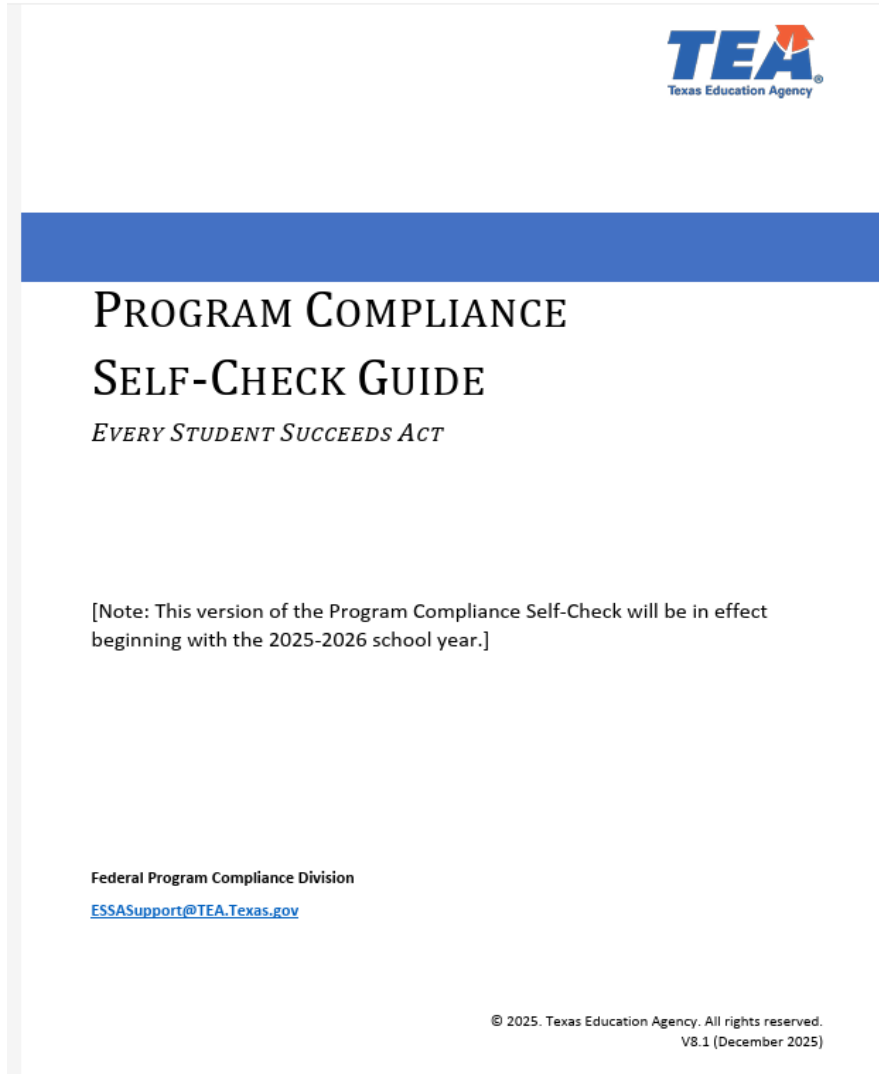 TEA®
Texas Education Agency
PROGRAM COMPLIANCE
SELF-CHECK GUIDE
EVERY STUDENT SUCCEEDS ACT
[Note: This version of the Program Compliance Self-Check will be in effect
beginning with the 2025-2026 school year.]
Federal Program Compliance Division
ESSASupport@TEA.Texas.gov
© 2025. Texas Education Agency. All rights reserved.
V8.1 (December 2025)